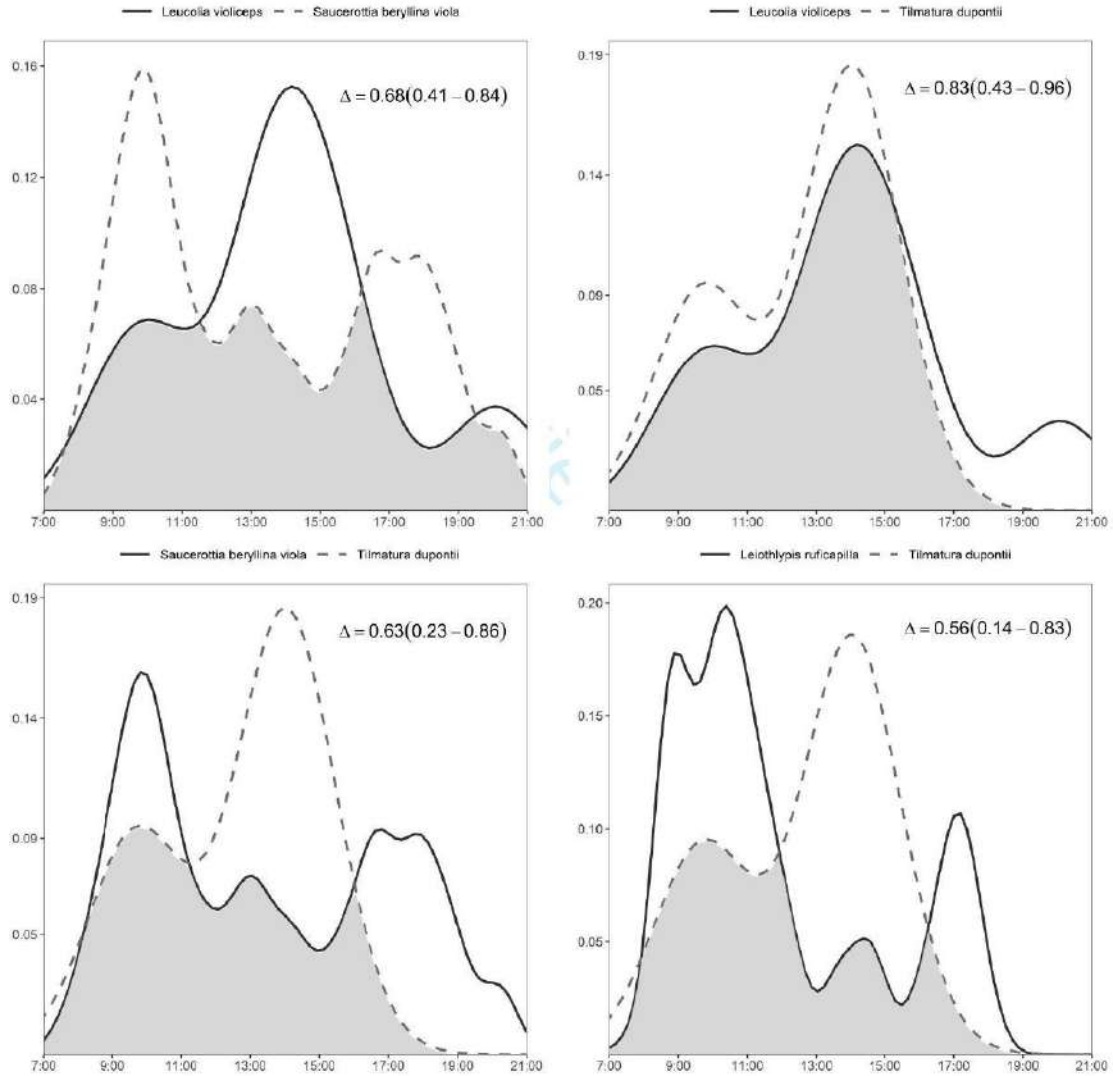 Leucolia violiceps Saucerottia beryllina viola
0.16
0.12
0.08
0.04
Δ = 0.68(0.41 – 0.84)
7:00 9:00 11:00 13:00 15:00 17:00 19:00 21:00
Leucolia violiceps Tilmatura dupontii
0.19
0.14
0.09
0.05
Δ = 0.83(0.43 – 0.96)
7:00 9:00 11:00 13:00 15:00 17:00 19:00 21:00
Saucerottia beryllina viola Tilmatura dupontii
0.19
0.14
0.09
0.05
Δ = 0.63(0.23 – 0.86)
7:00 9:00 11:00 13:00 15:00 17:00 19:00 21:00
Leiothlypis ruficapilla Tilmatura dupontii
0.20
0.15
0.10
0.05
Δ = 0.56(0.14 – 0.83)
7:00 9:00 11:00 13:00 15:00 17:00 19:00 21:00